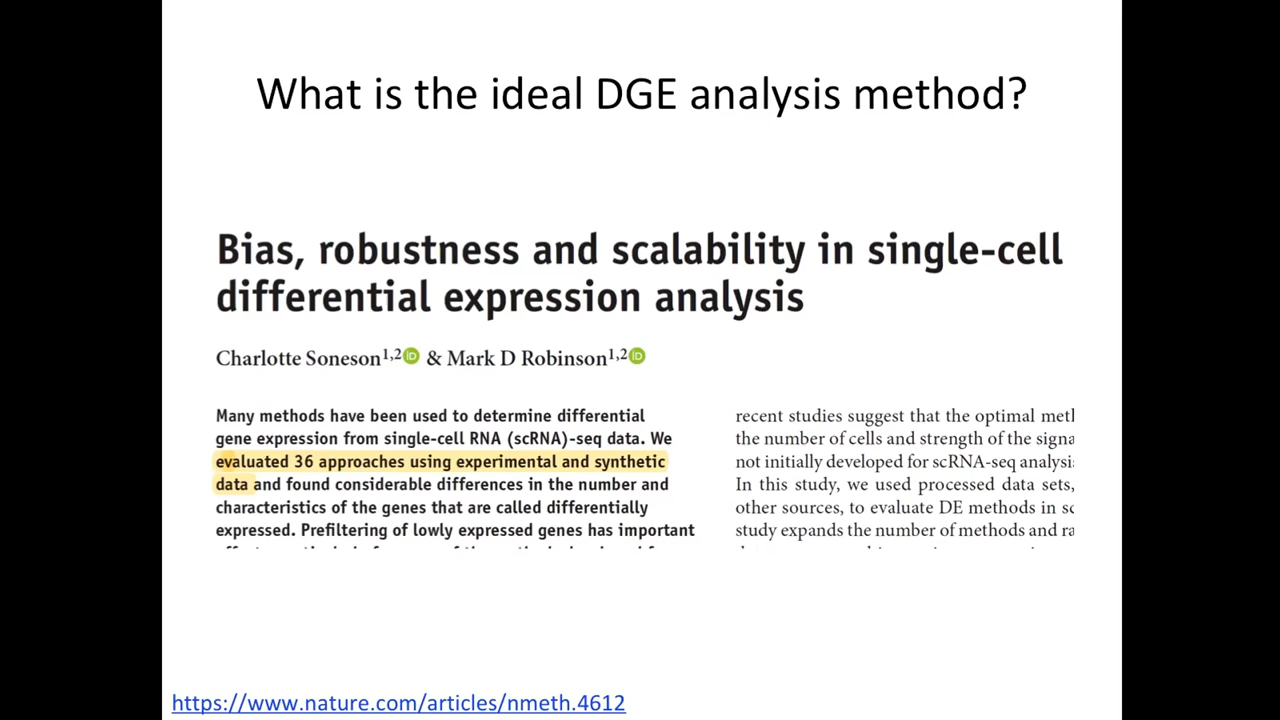 What is the ideal DGE analysis method?
Bias, robustness and scalability in single-cell
differential expression analysis
Charlotte Soneson1,2 iD & Mark D Robinson1,2 iD
Many methods have been used to determine differential
gene expression from single-cell RNA (scRNA)-seq data. We
evaluated 36 approaches using experimental and synthetic
data and found considerable differences in the number and
characteristics of the genes that are called differentially
expressed. Prefiltering of lowly expressed genes has important
recent studies suggest that the optimal
the number of cells and strength of the
not initially developed for scRNA-seq
In this study, we used processed data sets,
other sources, to evaluate DE methods in
study expands the number of methods and
https://www.nature.com/articles/nmeth.4612